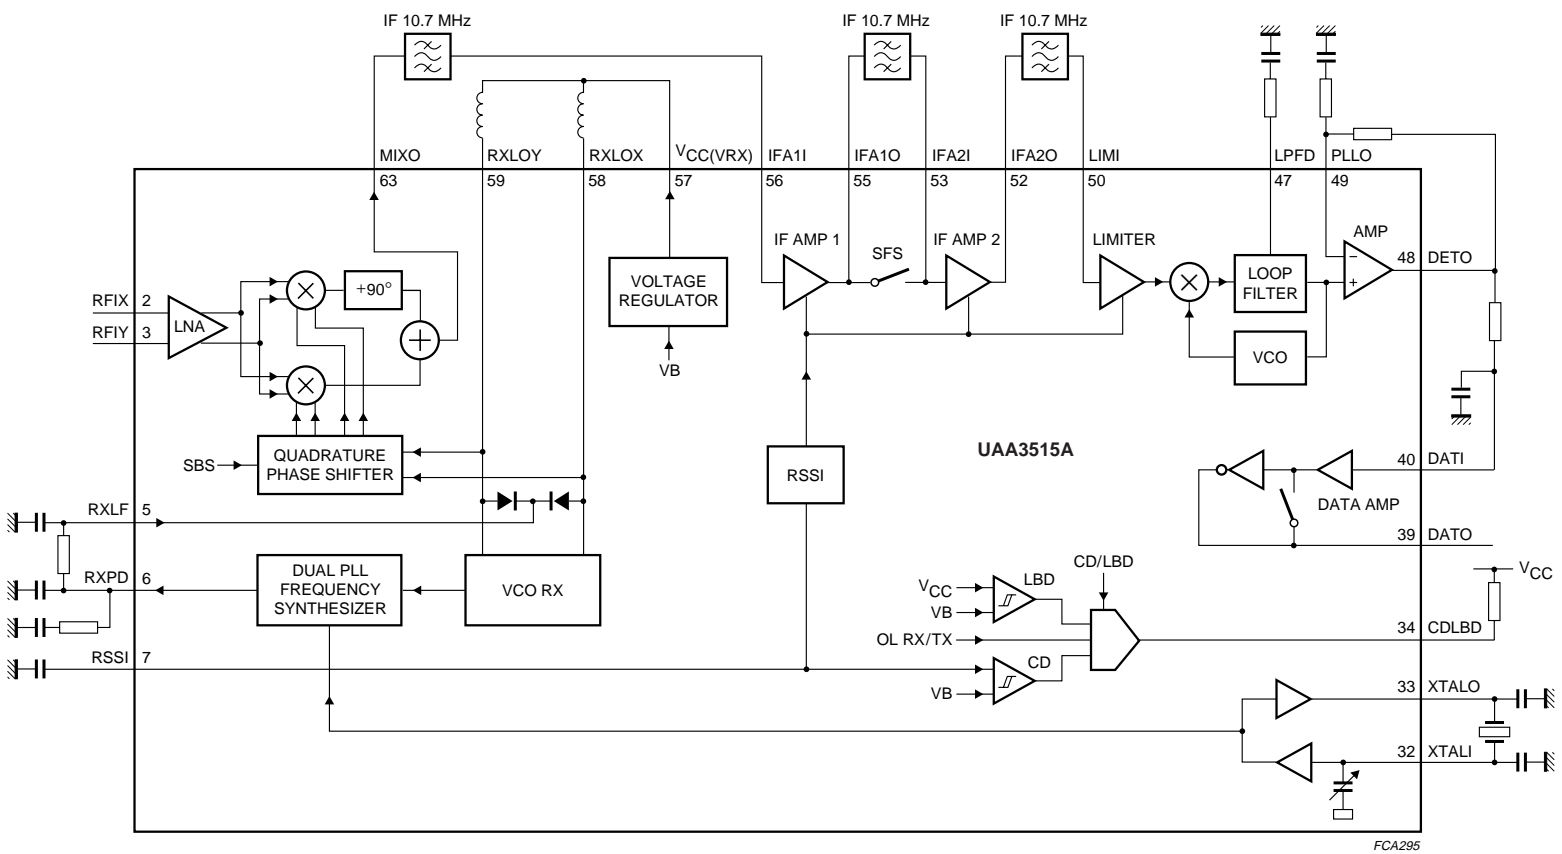 IF 10.7 MHz
IF 10.7 MHz
IF 10.7 MHz
MIXO
RXLOY
RXLOX
VCC(VRX)
IFA1I
IFA1O
IFA2I
IFA2O
LIMI
LPFD
PLLO
63
59
58
57
56
55
53
52
50
47
49
IF AMP 1
SFS
IF AMP 2
LIMITER
AMP
48 DETO
−
+
RFIX 2
RFIY 3
LNA
+90°
VOLTAGE
REGULATOR
VB
LOOP
FILTER
VCO
UAA3515A
RSSI
SBS
QUADRATURE
PHASE SHIFTER
40 DATI
DATA AMP
39 DATO
RXLF 5
RXPD 6
DUAL PLL
FREQUENCY
SYNTHESIZER
VCO RX
RSSI 7
CD/LBD
VCC
LBD
VB
OL RX/TX
CD
VB
VCC
34 CDLBD
33 XTALO
32 XTALI
FCA295